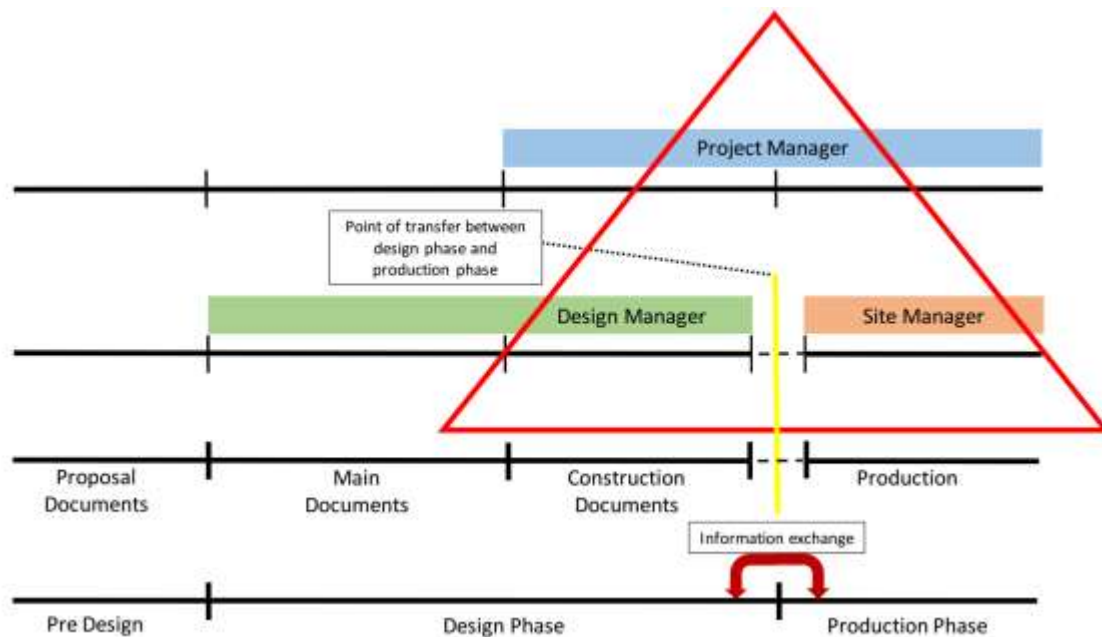 Project Manager
Point of transfer between
design phase and
production phase
Design Manager
Site Manager
Proposal
Documents
Main
Documents
Construction
Documents
Production
Information exchange
Pre Design
Design Phase
Production Phase